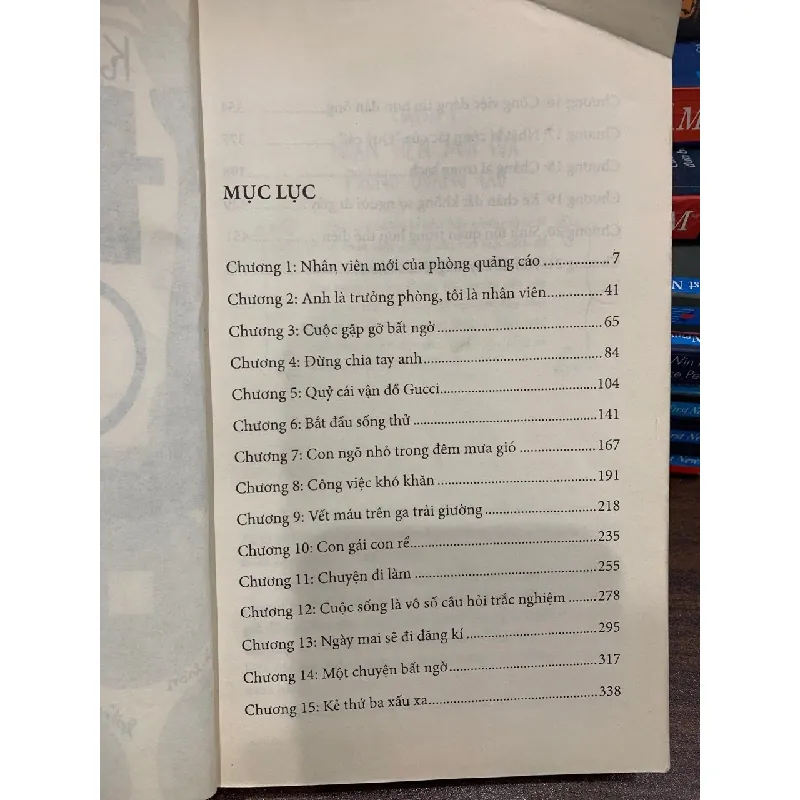 MỤC LỤC
Chương 1: Nhân viên mới của phòng quảng cáo ................... 7
Chương 2: Anh là trưởng phòng, tôi là nhân viên............... 41
Chương 3: Cuộc gặp gỡ bất ngờ ................... 65
Chương 4: Đừng chia tay anh................... 84
Chương 5: Quỷ cái vận đồ Gucci................... 104
Chương 6: Bắt đầu sống thử ................... 141
Chương 7: Con ngõ nhỏ trong đêm mưa gió ................... 167
Chương 8: Công việc khó khăn ................... 191
Chương 9: Vết máu trên ga trải giường ................... 218
Chương 10: Con gái con rể................... 235
Chương 11: Chuyện đi làm ................... 255
Chương 12: Cuộc sống là vô số câu hỏi trắc nghiệm ....... 278
Chương 13: Ngày mai sẽ đi đăng kí ................... 295
Chương 14: Một chuyện bất ngờ................... 317
Chương 15: Kẻ thứ ba xấu xa................... 338